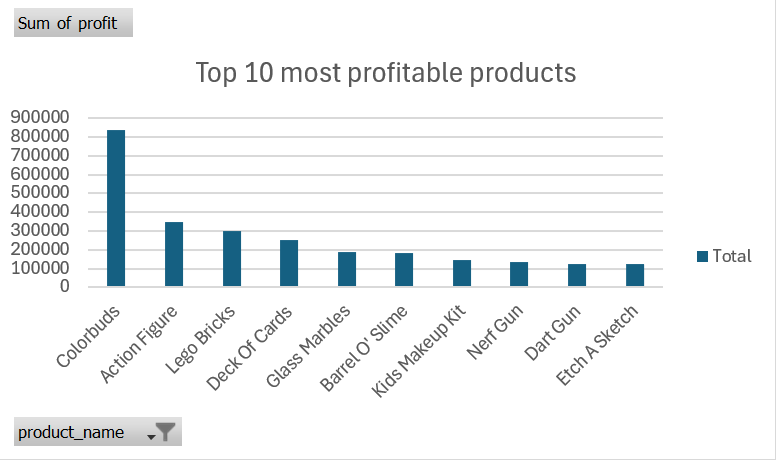 Sum of profit
Top 10 most profitable products
900000
800000
700000
600000
500000
400000
300000
200000
100000
0
Colorbuds
Action Figure
Lego Bricks
Deck Of Cards
Glass Marbles
Barrel O' Slime
Kids Makeup Kit
Nerf Gun
Dart Gun
Etch A Sketch
Total
product_name